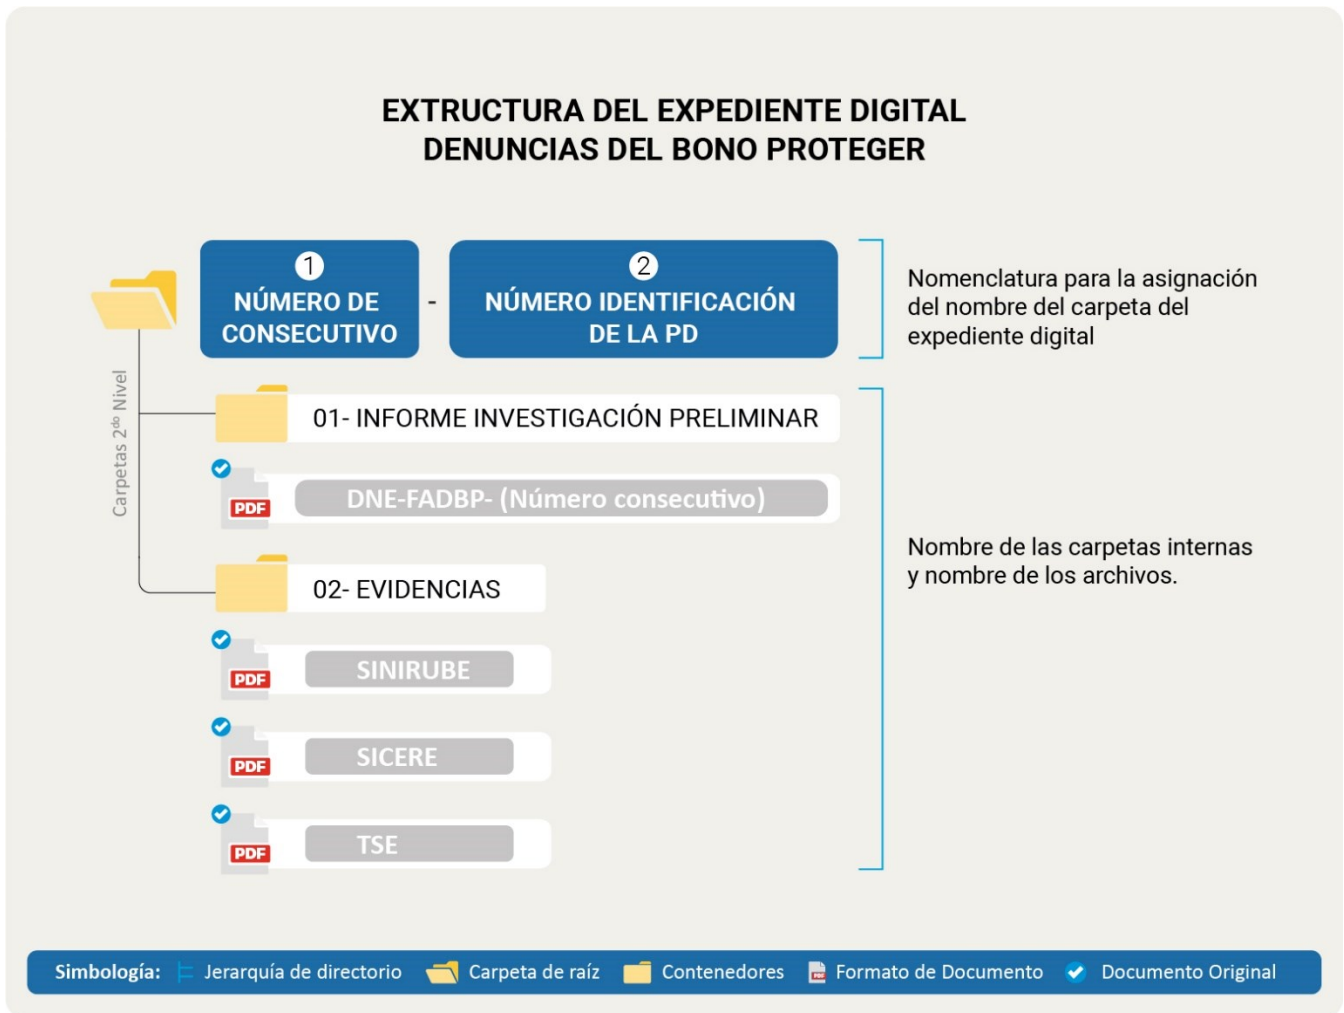 EXTRUCTURA DEL EXPEDIENTE DIGITAL
DENUNCIAS DEL BONO PROTEGER
1
NÚMERO DE
CONSECUTIVO
-
2
NÚMERO IDENTIFICACIÓN
DE LA PD
Nomenclatura para la asignación
del nombre del carpeta del
expediente digital
Carpetas 2do Nivel
01- INFORME INVESTIGACIÓN PRELIMINAR
PDF
DNE-FADBP- (Número consecutivo)
Nombre de las carpetas internas
y nombre de los archivos.
02- EVIDENCIAS
PDF
SINIRUBE
PDF
SICERE
PDF
TSE
Simbología: Jerarquía de directorio Carpeta de raíz Contenedores PDF Formato de Documento Documento Original